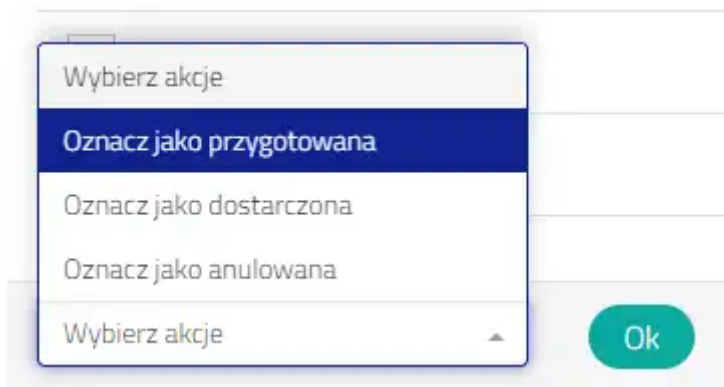 Wybierz akcje
Oznacz jako przygotowana
Oznacz jako dostarczona
Oznacz jako anulowana
Wybierz akcje
Ok